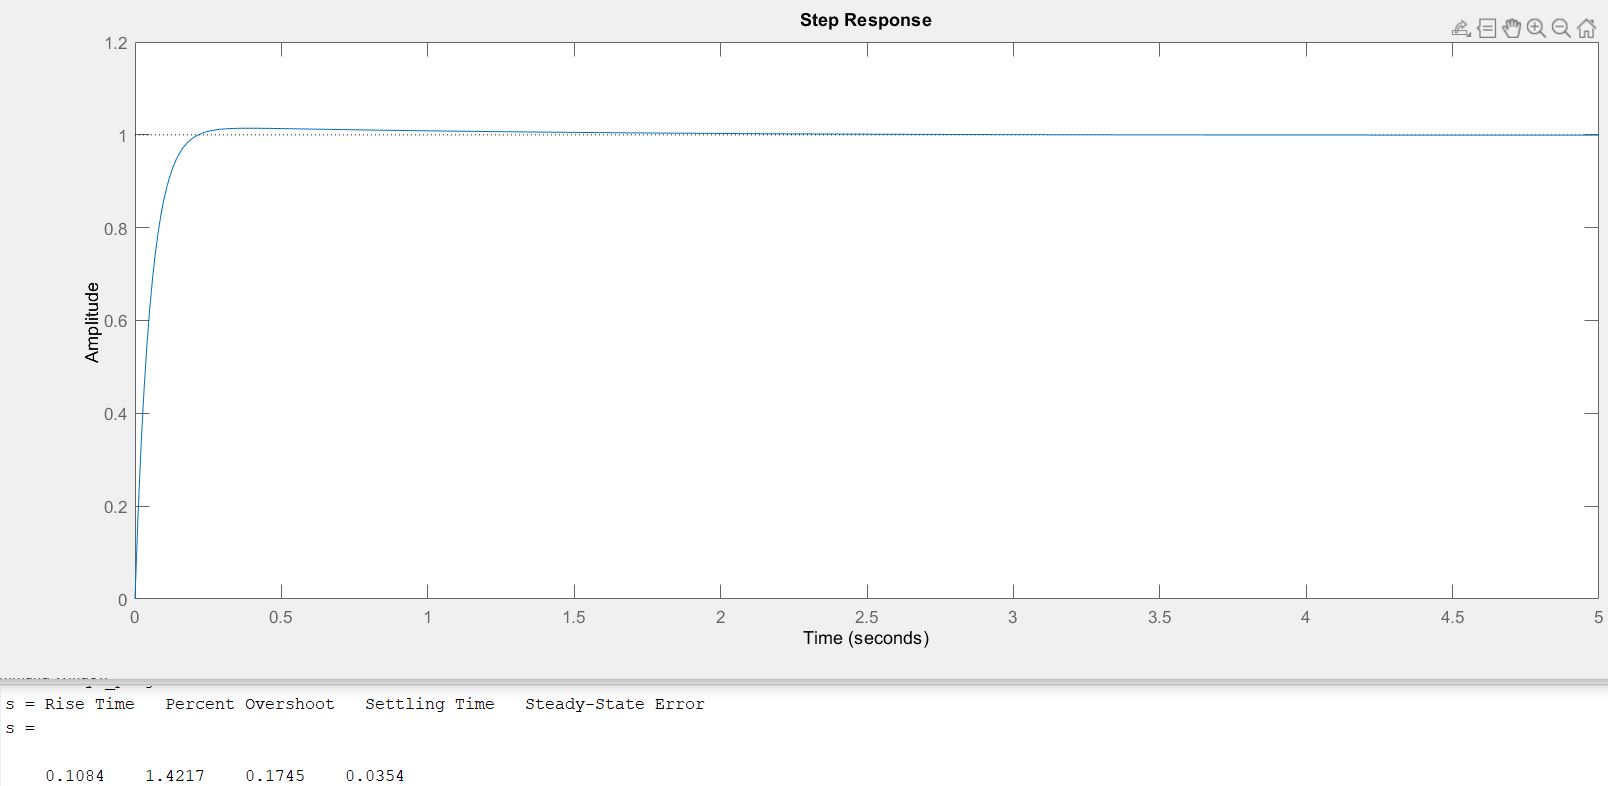 Step Response
1.2
1
0.8
0.6
0.4
0.2
0
Amplitude
0 0.5 1 1.5 2 2.5 3 3.5 4 4.5 5
Time (seconds)
s = Rise Time Percent Overshoot Settling Time Steady-State Error
s =
0.1084 1.4217 0.1745 0.0354